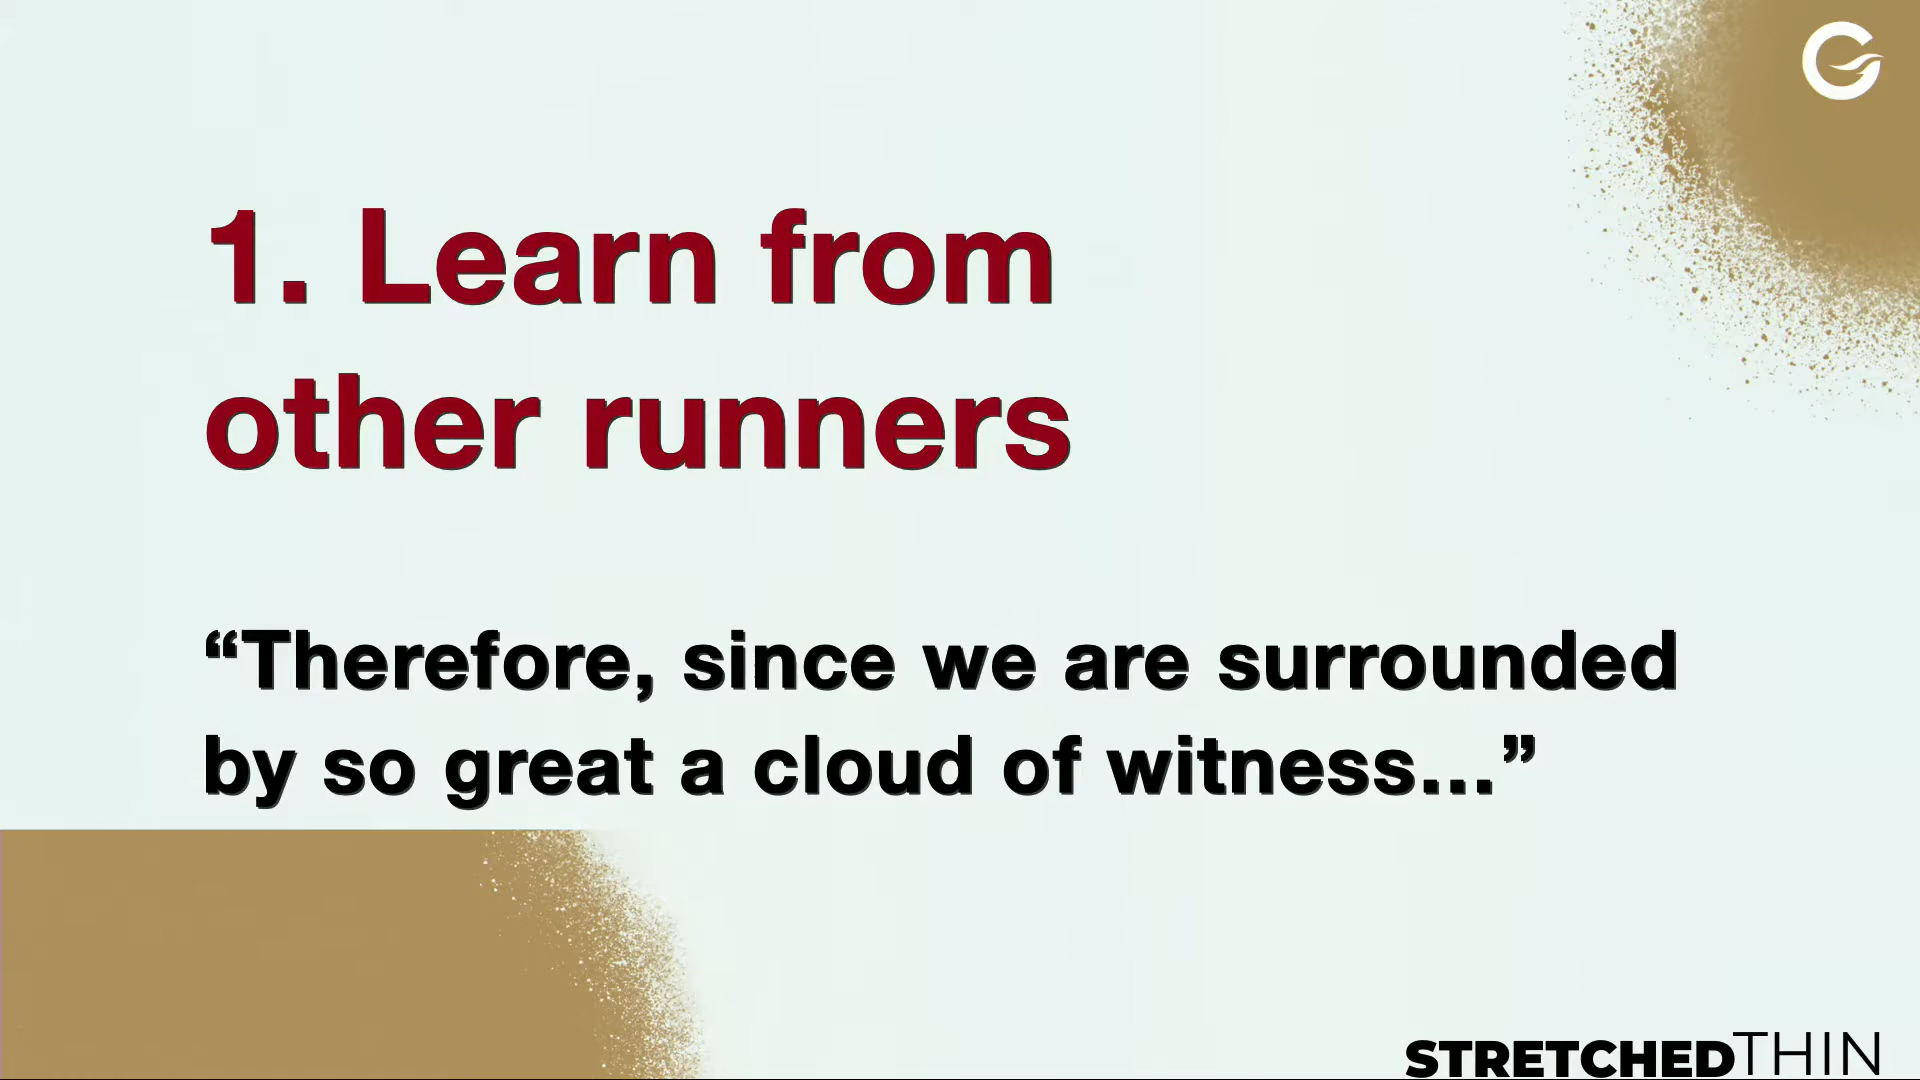 1. Learn from
other runners
“Therefore, since we are surrounded
by so great a cloud of witness...”
STRETCHEDTHIN